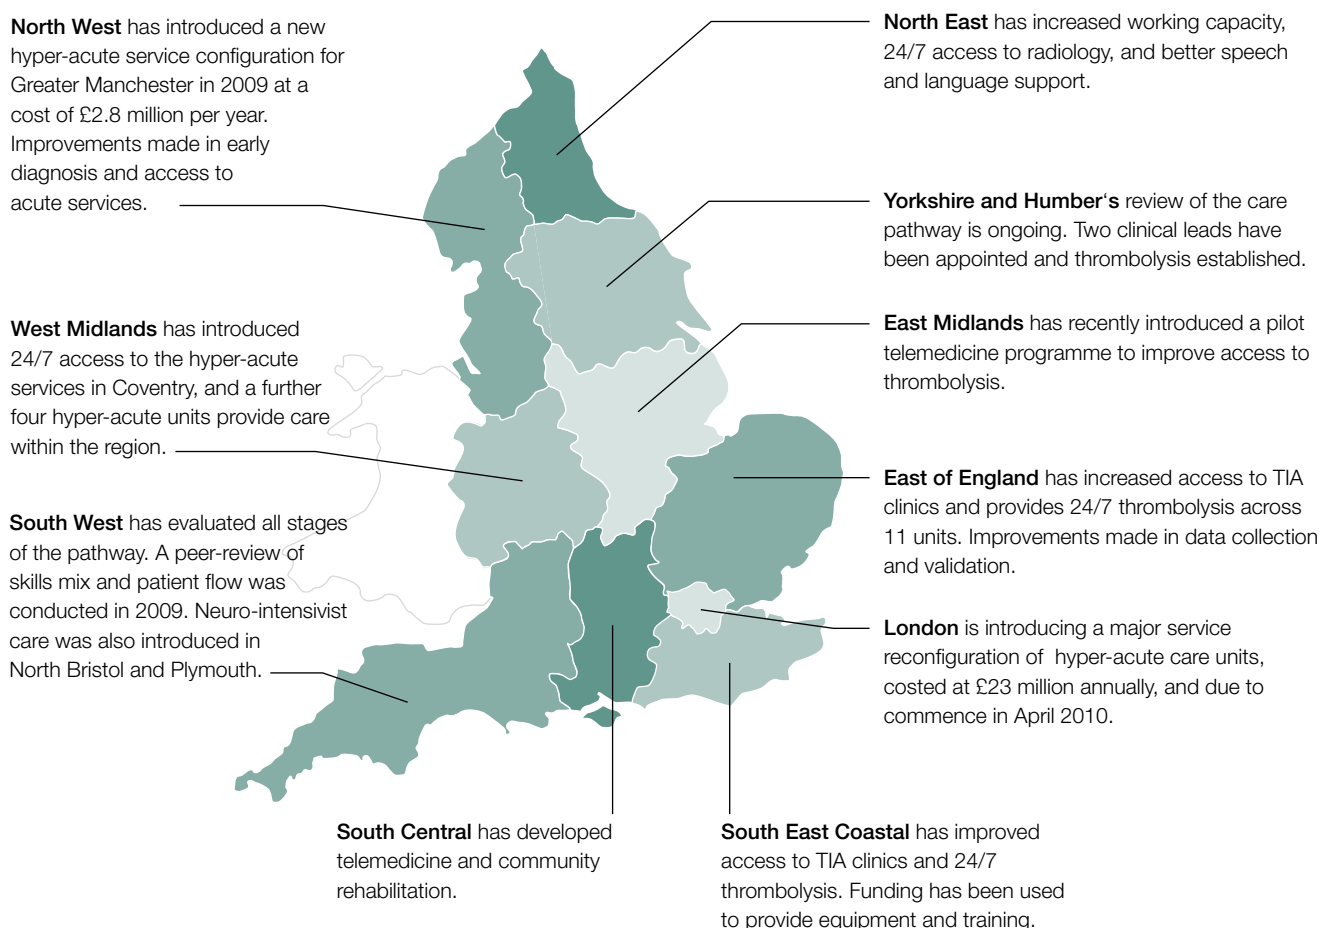 North West has introduced a new
hyper-acute service configuration for
Greater Manchester in 2009 at a
cost of £2.8 million per year.
Improvements made in early
diagnosis and access to
acute services.
West Midlands has introduced
24/7 access to the hyper-acute
services in Coventry, and a further
four hyper-acute units provide care
within the region.
South West has evaluated all stages
of the pathway. A peer-review of
skills mix and patient flow was
conducted in 2009. Neuro-intensivist
care was also introduced in
North Bristol and Plymouth.
North East has increased working capacity,
24/7 access to radiology, and better speech
and language support.
Yorkshire and Humber‘s review of the care
pathway is ongoing. Two clinical leads have
been appointed and thrombolysis established.
East Midlands has recently introduced a pilot
telemedicine programme to improve access to
thrombolysis.
East of England has increased access to TIA
clinics and provides 24/7 thrombolysis across
11 units. Improvements made in data collection
and validation.
London is introducing a major service
reconfiguration of hyper-acute care units,
costed at £23 million annually, and due to
commence in April 2010.
South Central has developed
telemedicine and community
rehabilitation.
South East Coastal has improved
access to TIA clinics and 24/7
thrombolysis. Funding has been used
to provide equipment and training.